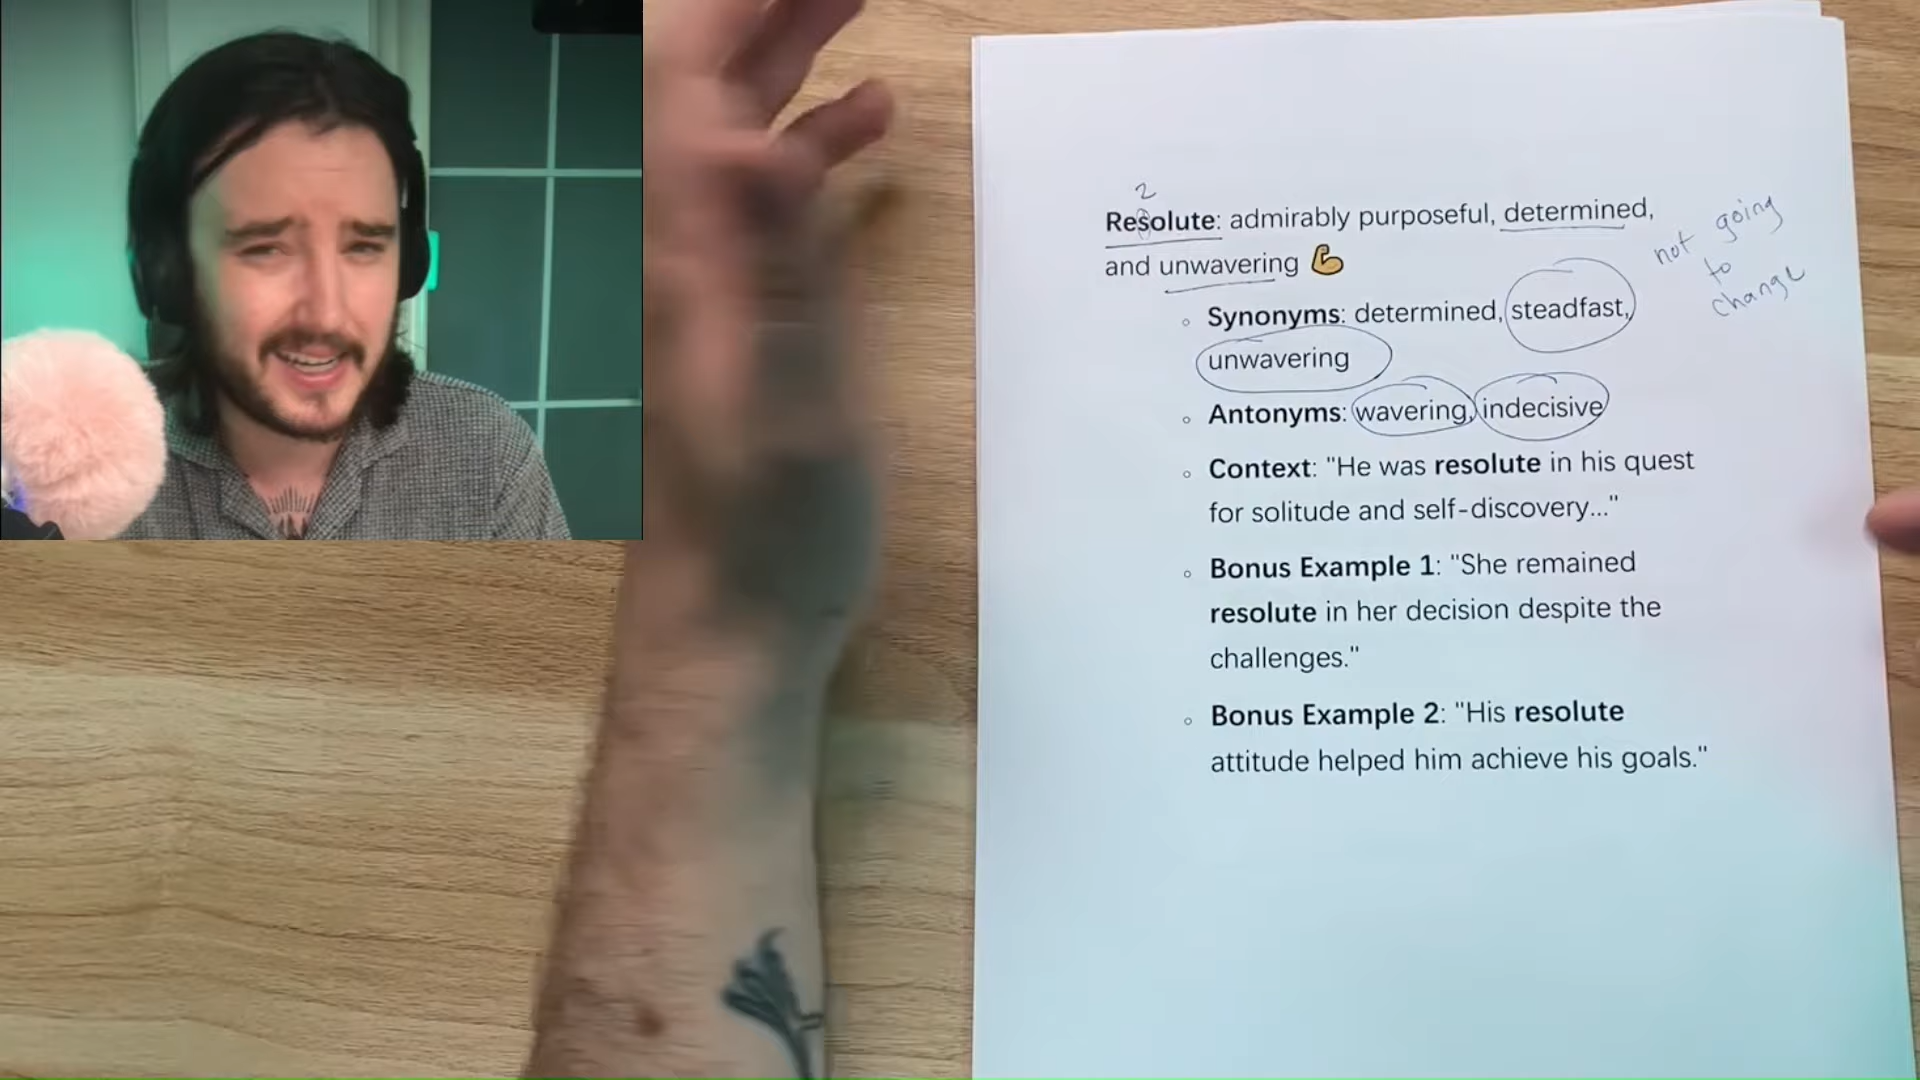 2
Resolute: admirably purposeful, determined,
and unwavering 💪
not going
to
change
◦ Synonyms: determined, steadfast,
unwavering
◦ Antonyms: wavering, indecisive
◦ Context: "He was resolute in his quest
for solitude and self-discovery..."
◦ Bonus Example 1: "She remained
resolute in her decision despite the
challenges."
◦ Bonus Example 2: "His resolute
attitude helped him achieve his goals."